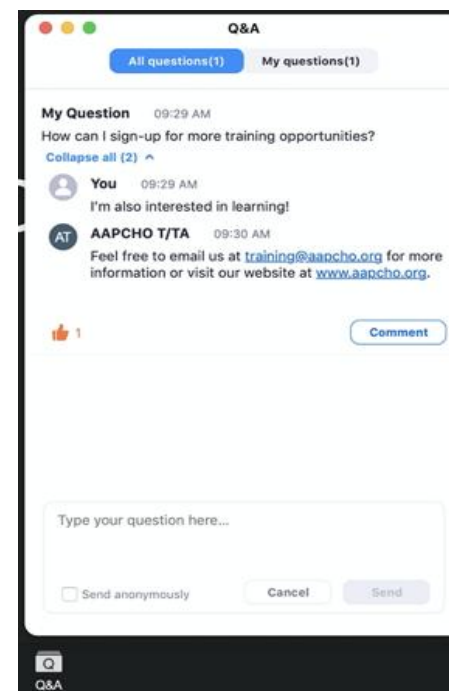 Q&A
All questions(1) My questions(1)
My Question 09:29 AM
How can I sign-up for more training opportunities?
Collapse all (2)
You 09:29 AM
I'm also interested in learning!
AT AAPCHO T/TA 09:30 AM
Feel free to email us at training@aapcho.org for more
information or visit our website at www.aapcho.org.
1 Comment
Type your question here...
Send anonymously Cancel Send
Q
Q&A